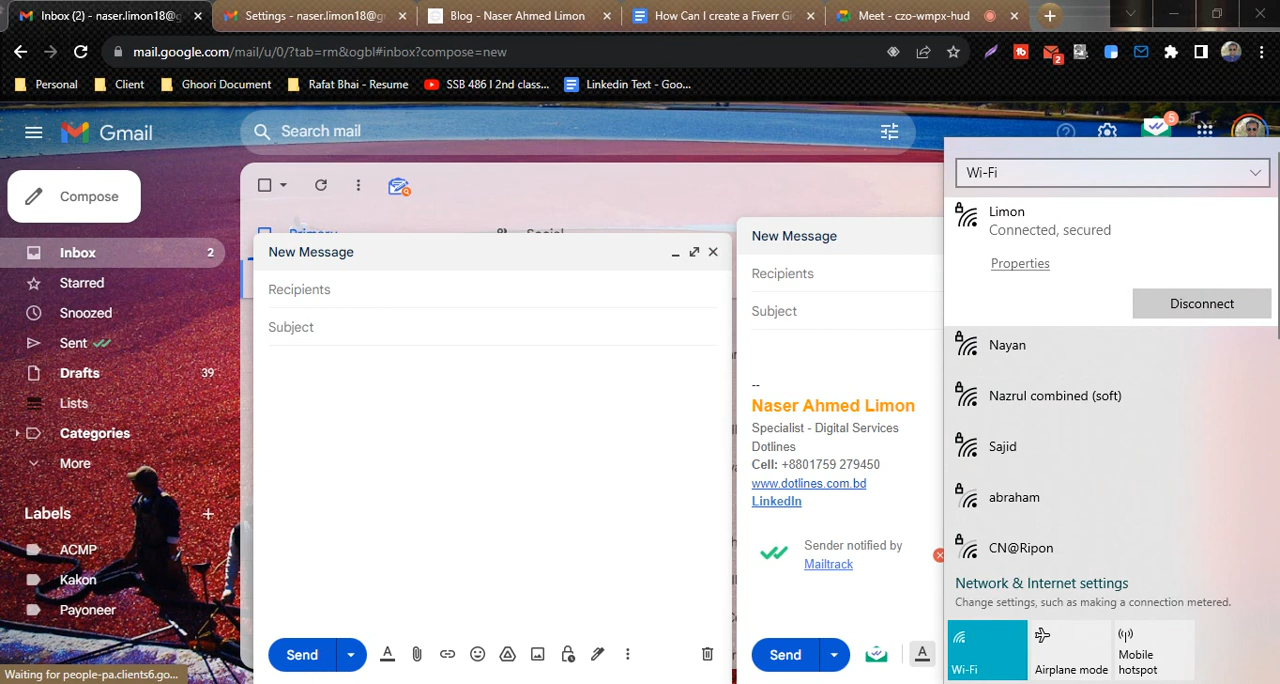 Inbox (2) - naser.limon18@g
Settings - naser.limon18@g
Blog - Naser Ahmed Limon
How Can I create a Fiverr Gi
Meet - czo-wmpx-hud
mail.google.com/mail/u/0/?tab=rm&ogbl#inbox?compose=new
2
Personal
Client
Ghoori Document
Rafat Bhai - Resume
SSB 486 l 2nd class...
Linkedin Text - Goo...
Gmail
Search mail
5
Compose
Inbox 2
Starred
Snoozed
Sent
Drafts 39
Lists
Categories
More
Labels
ACMP
Kakon
Payoneer
Waiting for people-pa.clients6.go...
Primary
Social
New Message
Recipients
Subject
Send
New Message
Recipients
Subject
--
Naser Ahmed Limon
Specialist - Digital Services
Dotlines
Cell: +8801759 279450
www.dotlines.com.bd
LinkedIn
Sender notified by
Mailtrack
Send
Wi-Fi
Limon
Connected, secured
Properties
Disconnect
Nayan
Nazrul combined (soft)
Sajid
abraham
CN@Ripon
Network & Internet settings
Change settings, such as making a connection metered.
Wi-Fi
Airplane mode
Mobile
hotspot